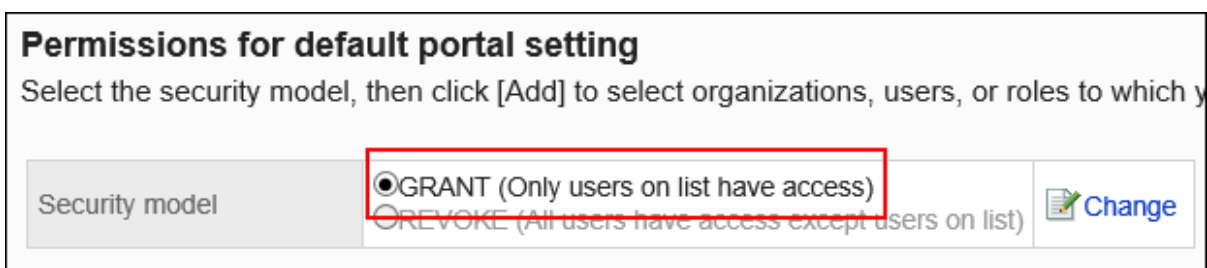 Permissions for default portal setting
Select the security model, then click [Add] to select organizations, users, or roles to which y
Security model
GRANT (Only users on list have access)
REVOKE (All users have access except users on list)
Change